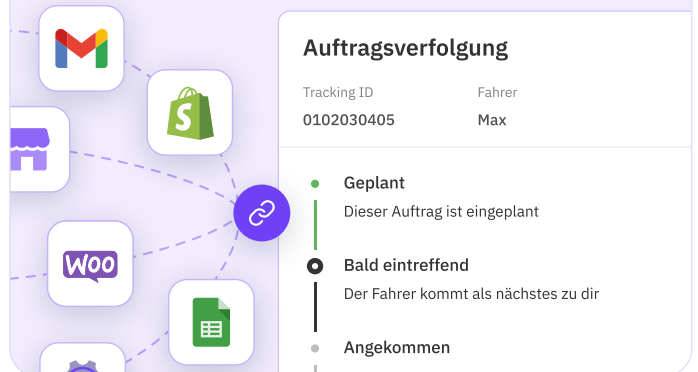 Auftragsverfolgung
Tracking ID
Fahrer
0102030405
Max
Geplant
Dieser Auftrag ist eingeplant
Bald eintreffend
Der Fahrer kommt als nächstes zu dir
Angekommen
S
WOO